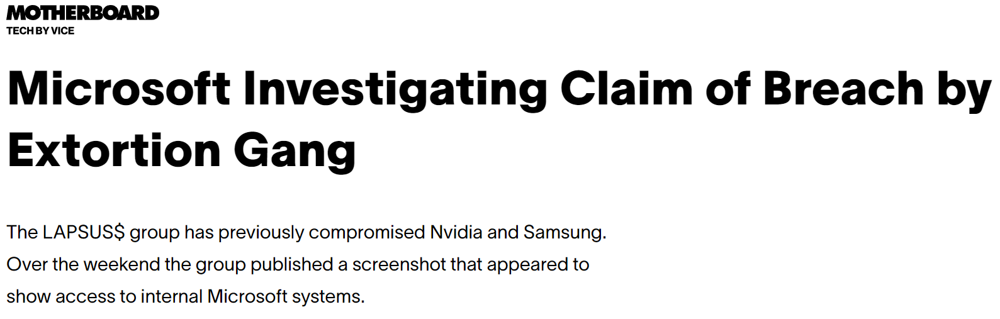 MOTHERBOARD
TECH BY VICE
Microsoft Investigating Claim of Breach by
Extortion Gang
The LAPSUS$ group has previously compromised Nvidia and Samsung.
Over the weekend the group published a screenshot that appeared to
show access to internal Microsoft systems.